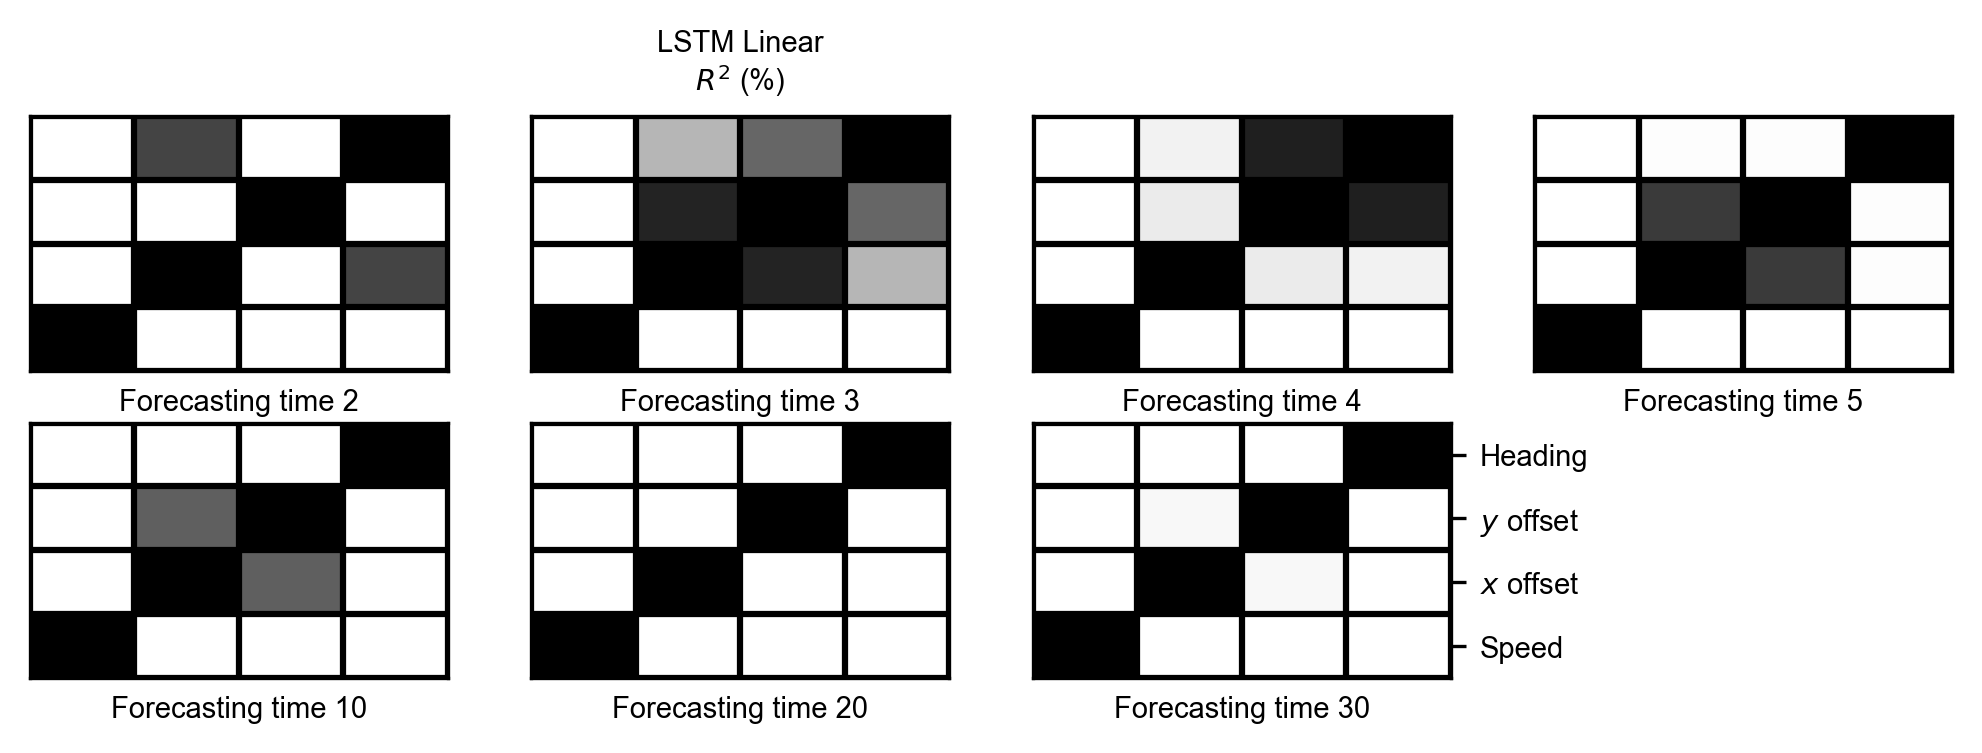 LSTM Linear
R² (%)
Forecasting time 2
Forecasting time 3
Forecasting time 4
Forecasting time 5
Heading
y offset
x offset
Speed
Forecasting time 10
Forecasting time 20
Forecasting time 30